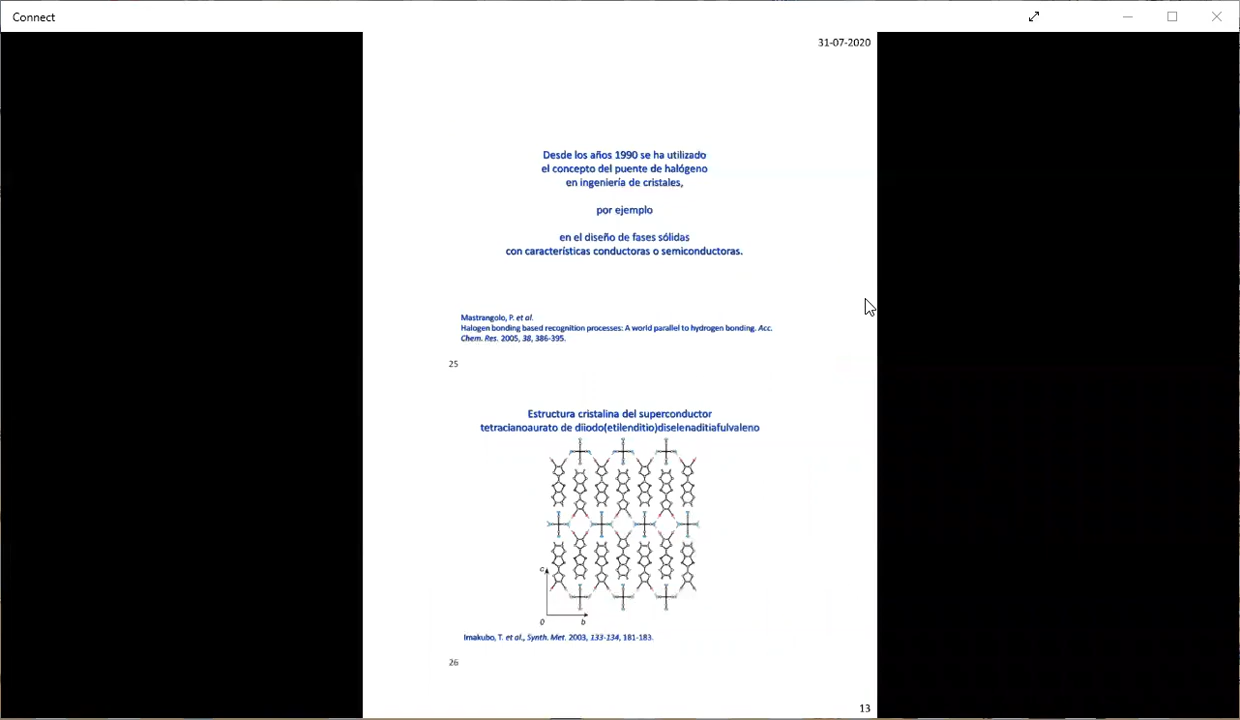 Connect
31-07-2020
Desde los años 1990 se ha utilizado
el concepto del puente de halógeno
en ingeniería de cristales,
por ejemplo
en el diseño de fases sólidas
con características conductoras o semiconductoras.
Mastrangolo, P. et al.
Halogen bonding based recognition processes: A world parallel to hydrogen bonding. Acc.
Chem. Res. 2005, 38, 386-395.
25
Estructura cristalina del superconductor
tetracianoaurato de diiodo(etilenditio)diselenaditiafulvaleno
c
0 b
Imakubo, T. et al., Synth. Met. 2003, 133-134, 181-183.
26
13